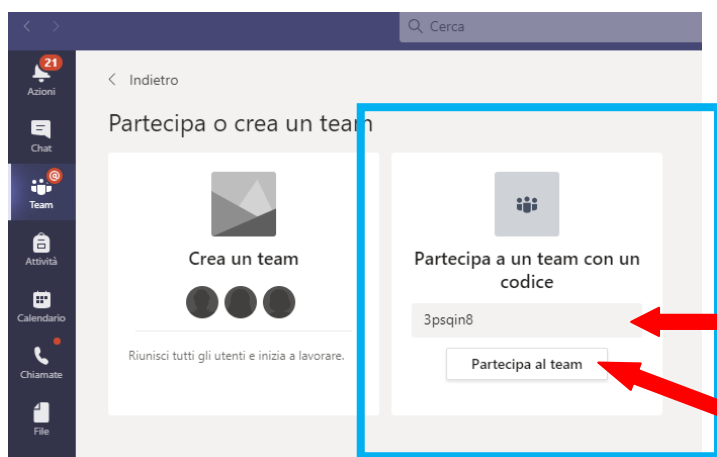 Cerca
21
Azioni
Chat
@
Team
Attività
Calendario
Chiamate
File
Indietro
Partecipa o crea un team
Crea un team
Riunisci tutti gli utenti e inizia a lavorare.
Partecipa a un team con un
codice
3psqin8
Partecipa al team